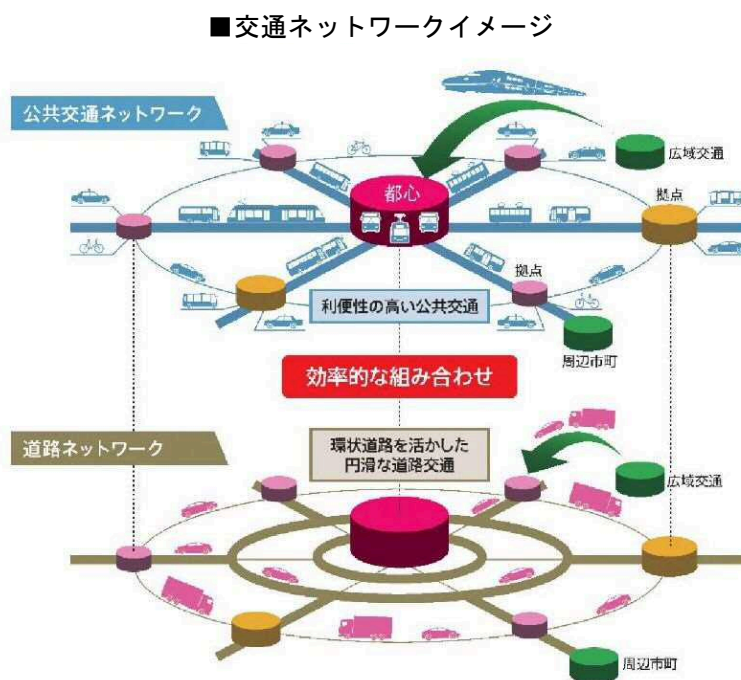 ■交通ネットワークイメージ
公共交通ネットワーク
広域交通
都心
拠点
拠点
利便性の高い公共交通
周辺市町
効率的な組み合わせ
道路ネットワーク
環状道路を活かした
円滑な道路交通
広域交通
周辺市町